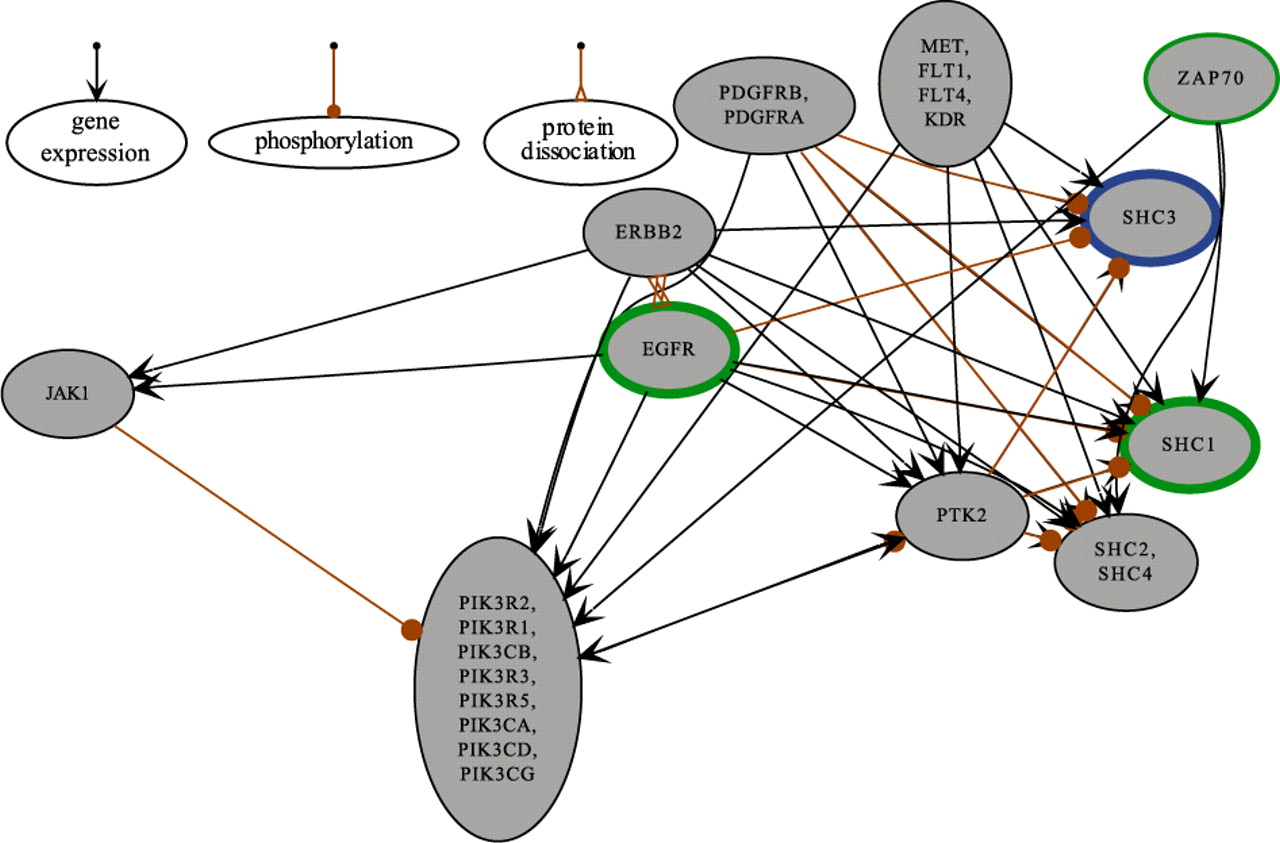 gene
expression
phosphorylation
protein
dissociation
PDGFRB,
PDGFRA
MET,
FLT1,
FLT4,
KDR
ZAP70
ERBB2
SHC3
EGFR
JAK1
SHC1
PTK2
SHC2,
SHC4
PIK3R2,
PIK3R1,
PIK3CB,
PIK3R3,
PIK3R5,
PIK3CA,
PIK3CD,
PIK3CG